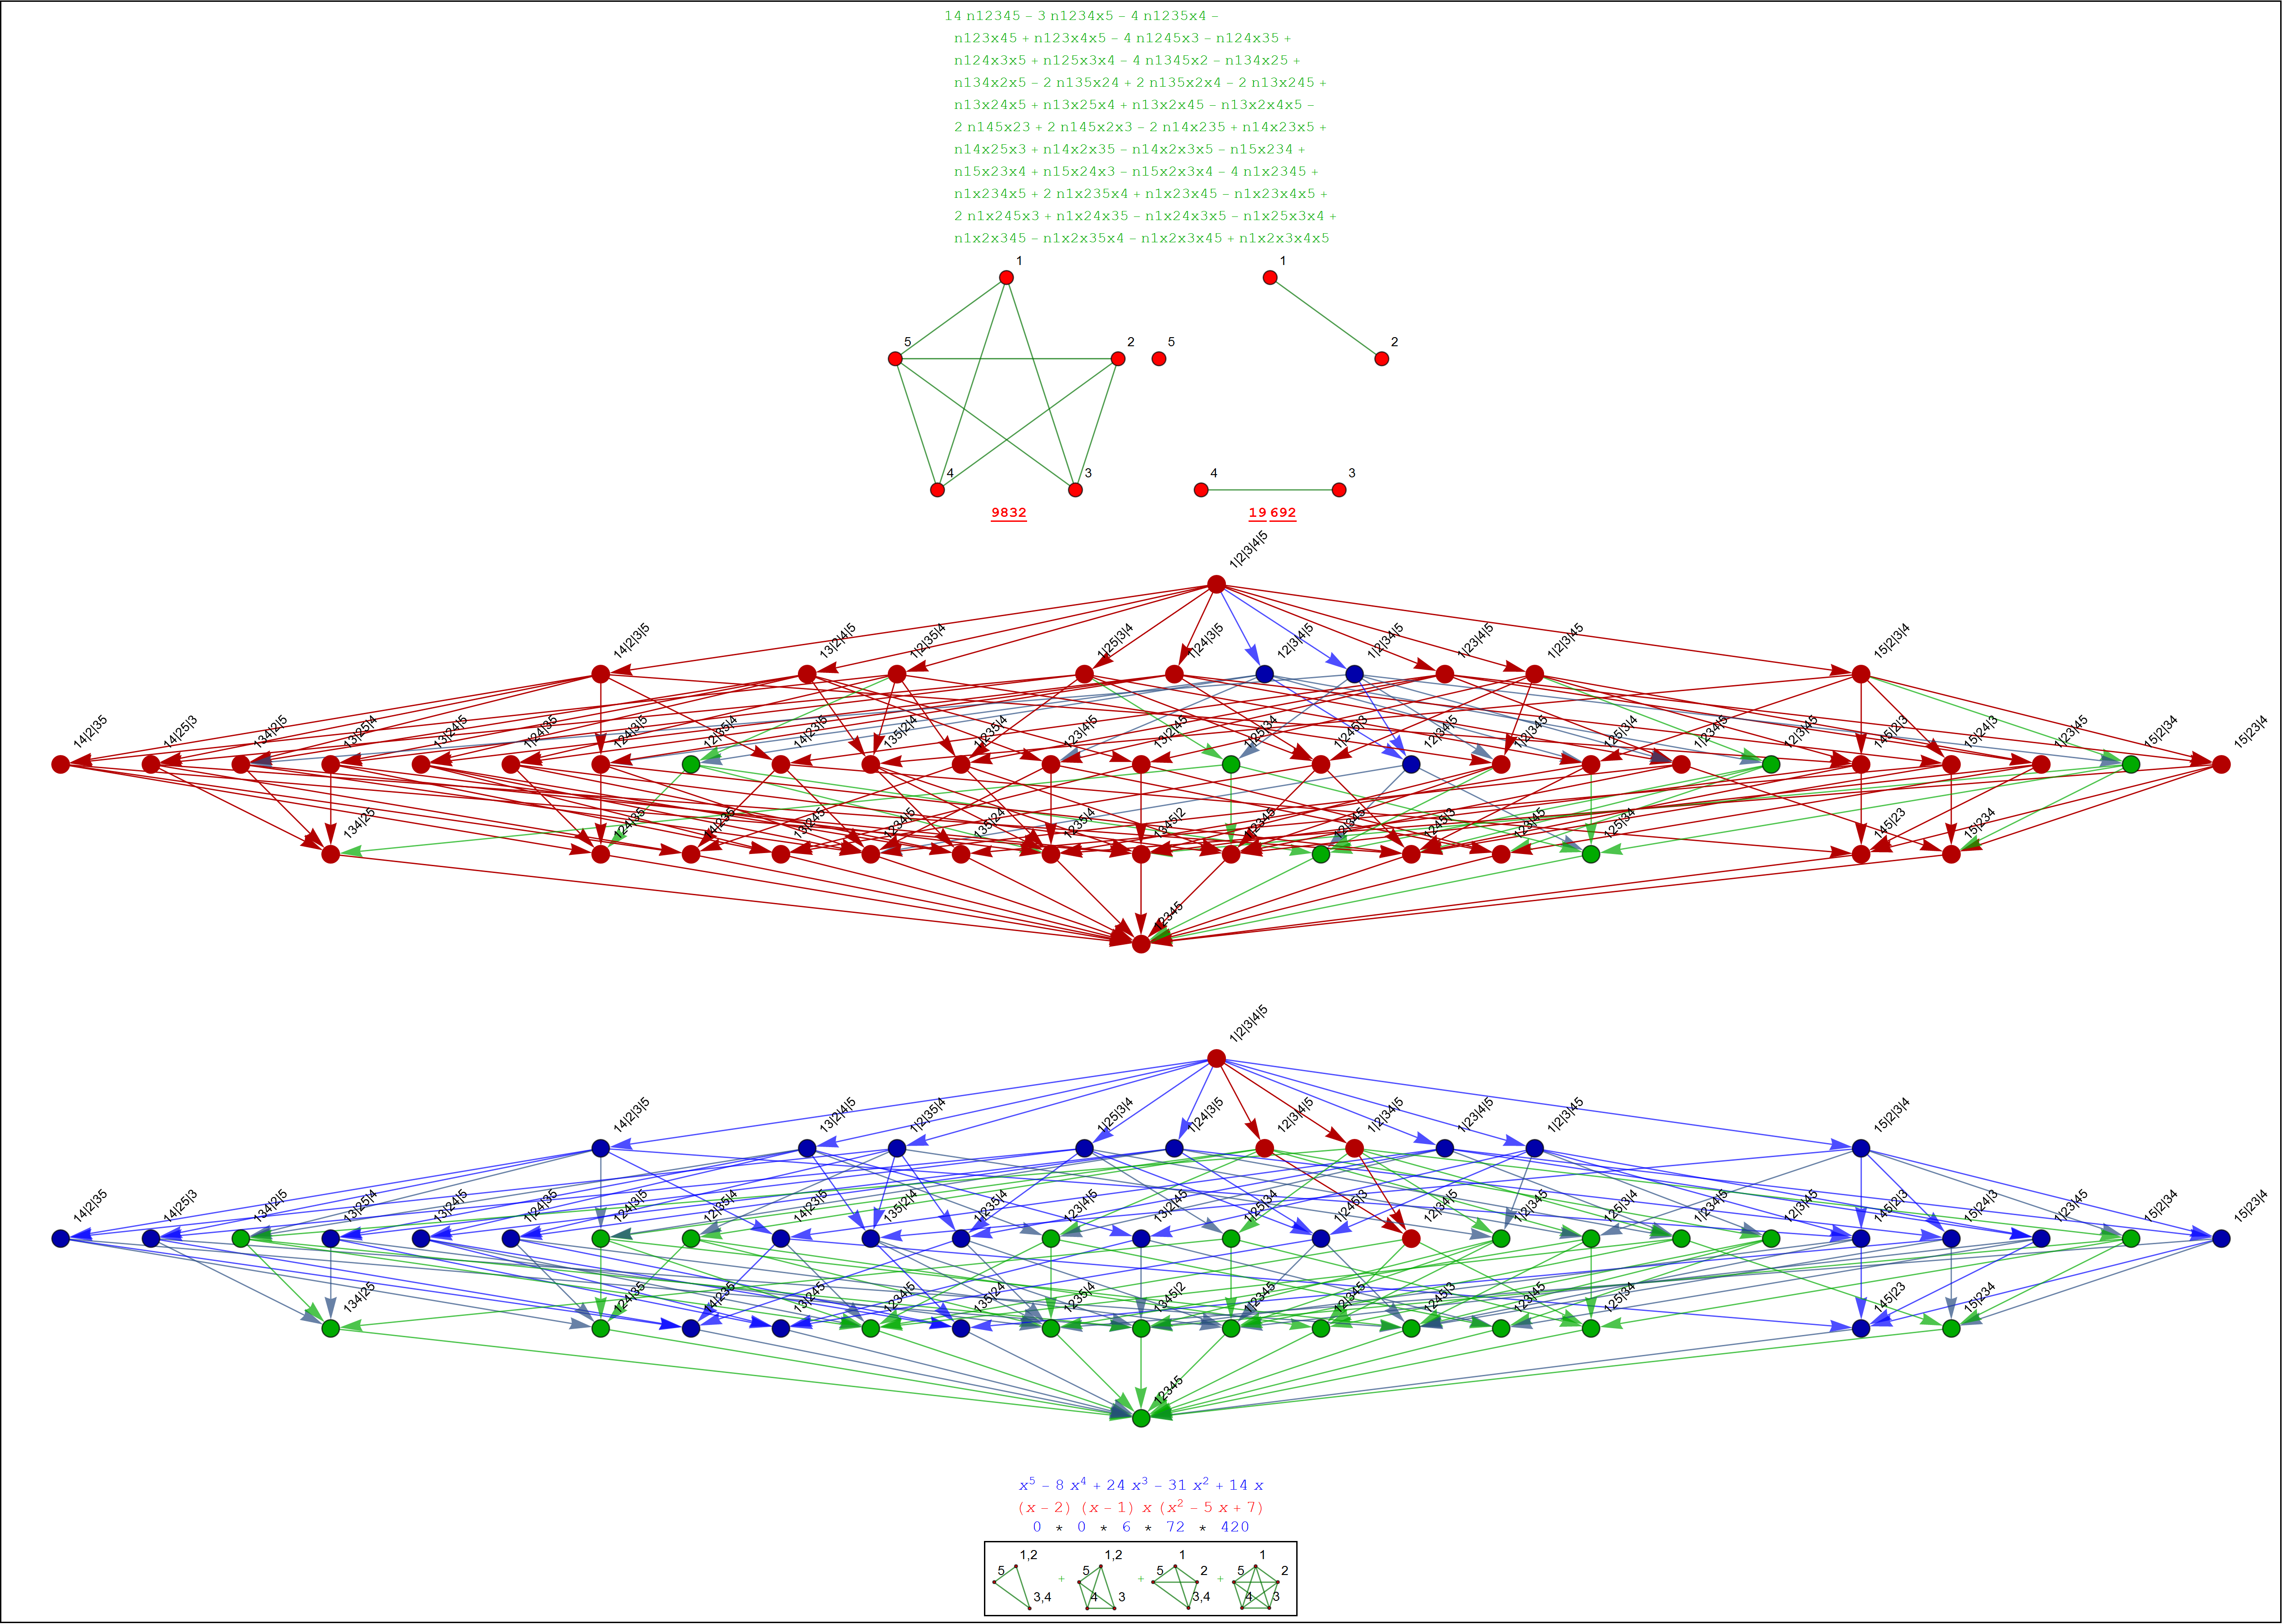 14 n12345 – 3 n1234x5 – 4 n1235x4 –
n123x45 + n123x4x5 – 4 n1245x3 – n124x35 +
n124x3x5 + n125x3x4 – 4 n1345x2 – n134x25 +
n134x2x5 – 2 n135x24 + 2 n135x2x4 – 2 n13x245 +
n13x24x5 + n13x25x4 + n13x2x45 – n13x2x4x5 –
2 n145x23 + 2 n145x2x3 – 2 n14x235 + n14x23x5 +
n14x25x3 + n14x2x35 – n14x2x3x5 – n15x234 +
n15x23x4 + n15x24x3 – n15x2x3x4 – 4 n1x2345 +
n1x234x5 + 2 n1x235x4 + n1x23x45 – n1x23x4x5 +
2 n1x245x3 + n1x24x35 – n1x24x3x5 – n1x25x3x4 +
n1x2x345 – n1x2x35x4 – n1x2x3x45 + n1x2x3x4x5
1 1
5 2 5 2
4 3 4 3
9832 19 692
1|2|3|4|5
14|2|3|5 13|2|4|5 1|2|35|4 1|25|3|4 1|24|3|5 12|3|4|5 1|2|34|5 1|23|4|5 1|2|3|45 15|2|3|4
14|2|35 14|25|3 134|2|5 13|25|4 13|24|5 1|24|35 124|3|5 12|35|4 14|23|5 135|2|4 1|235|4 123|4|5 13|2|45 1|25|34 1|245|3 12|34|5 1|2|345 125|3|4 1|234|5 12|3|45 145|2|3 15|24|3 1|23|45 15|2|34 15|23|4
134|25 124|35 14|235 13|245 1234|5 135|24 1235|4 1345|2 1|2345 12|345 1245|3 123|45 125|34 145|23 15|234
12345
1|2|3|4|5
14|2|3|5 13|2|4|5 1|2|35|4 1|25|3|4 1|24|3|5 12|3|4|5 1|2|34|5 1|23|4|5 1|2|3|45 15|2|3|4
14|2|35 14|25|3 134|2|5 13|25|4 13|24|5 1|24|35 124|3|5 12|35|4 14|23|5 135|2|4 1|235|4 123|4|5 13|2|45 1|25|34 1|245|3 12|34|5 1|2|345 125|3|4 1|234|5 12|3|45 145|2|3 15|24|3 1|23|45 15|2|34 15|23|4
134|25 124|35 14|235 13|245 1234|5 135|24 1235|4 1345|2 1|2345 12|345 1245|3 123|45 125|34 145|23 15|234
12345
x⁵ – 8 x⁴ + 24 x³ – 31 x² + 14 x
(x – 2) (x – 1) x (x² – 5 x + 7)
0 * 0 * 6 * 72 * 420
1,2 1,2 1 1
5 + 5 + 5 2 + 5 2
3,4 4 3 3,4 4 3